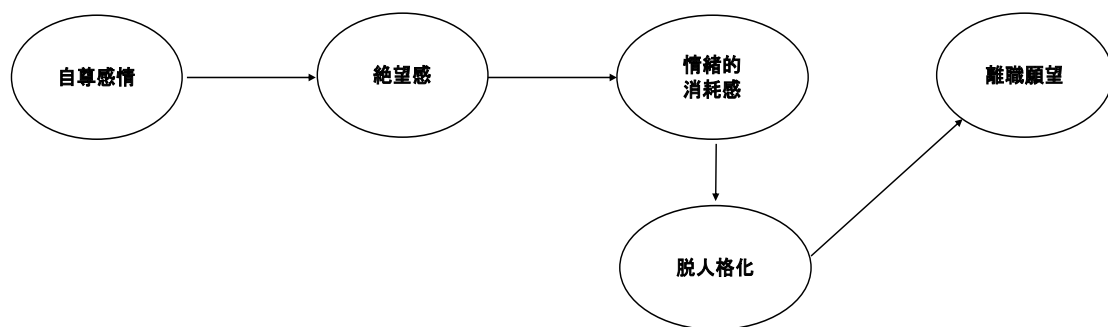 自尊感情
絶望感
情緒的
消耗感
離職願望
脱人格化